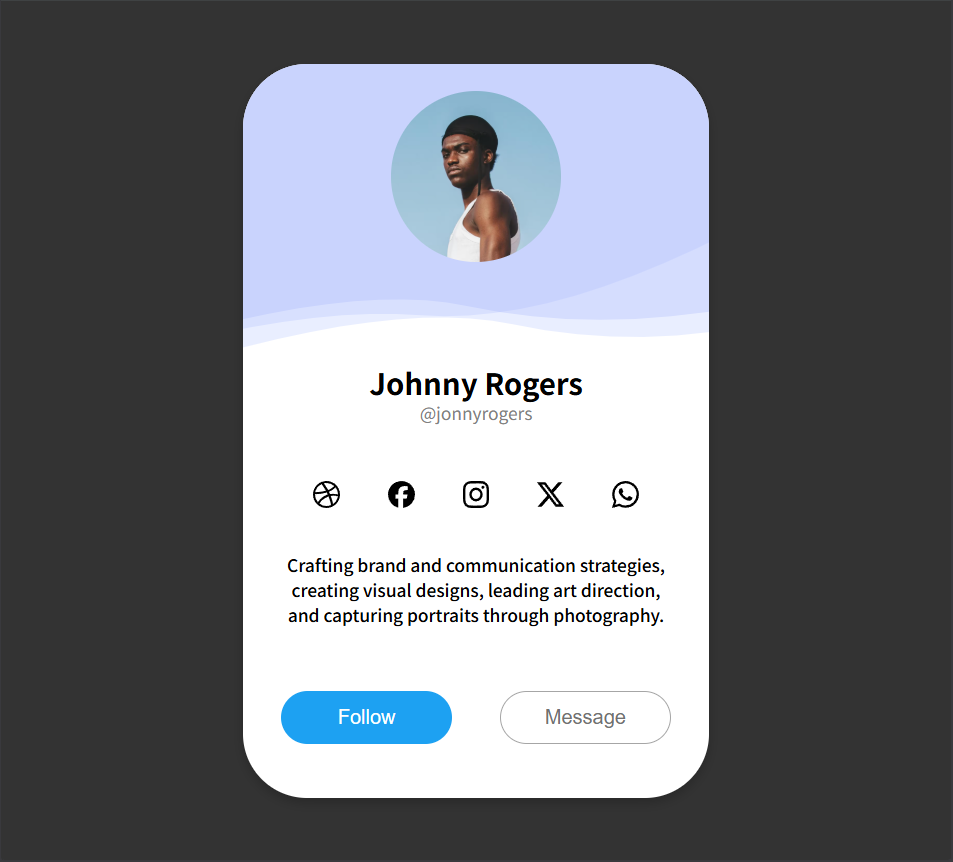 Johnny Rogers
@jonnyrogers
Crafting brand and communication strategies,
creating visual designs, leading art direction,
and capturing portraits through photography.
Follow
Message